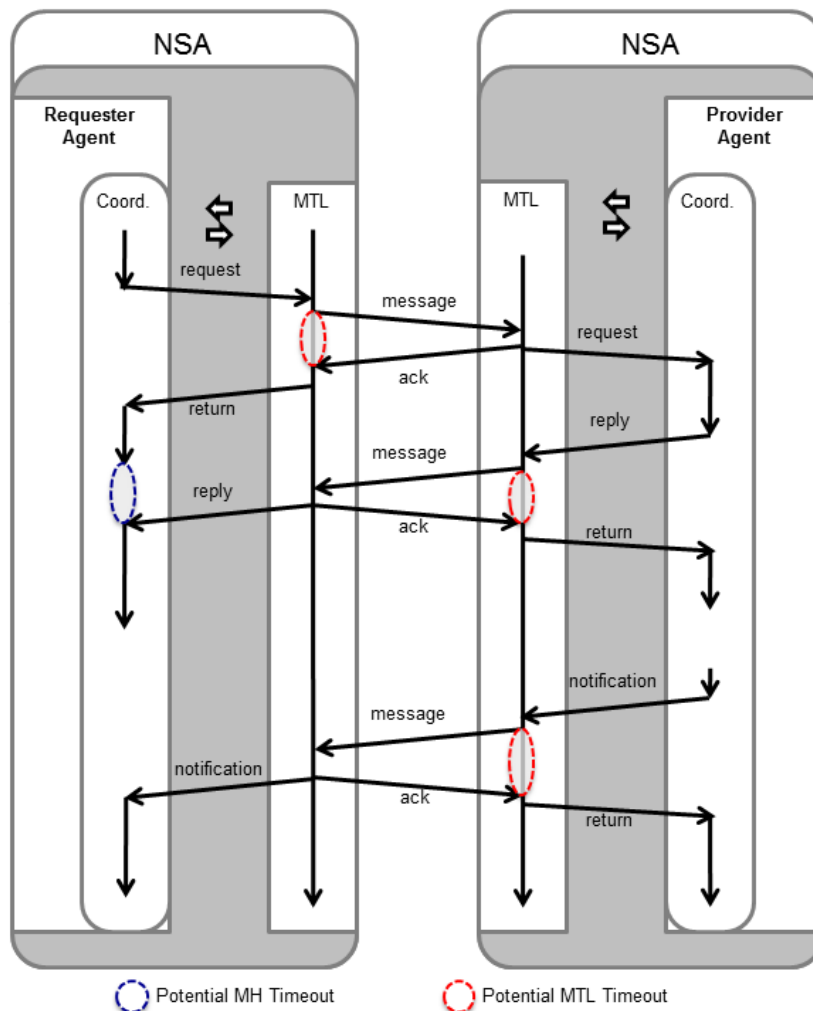 NSA
NSA
Requester
Agent
Provider
Agent
Coord.
MTL
MTL
Coord.
request
message
request
ack
return
reply
message
reply
ack
return
notification
message
notification
ack
return
Potential MH Timeout
Potential MTL Timeout